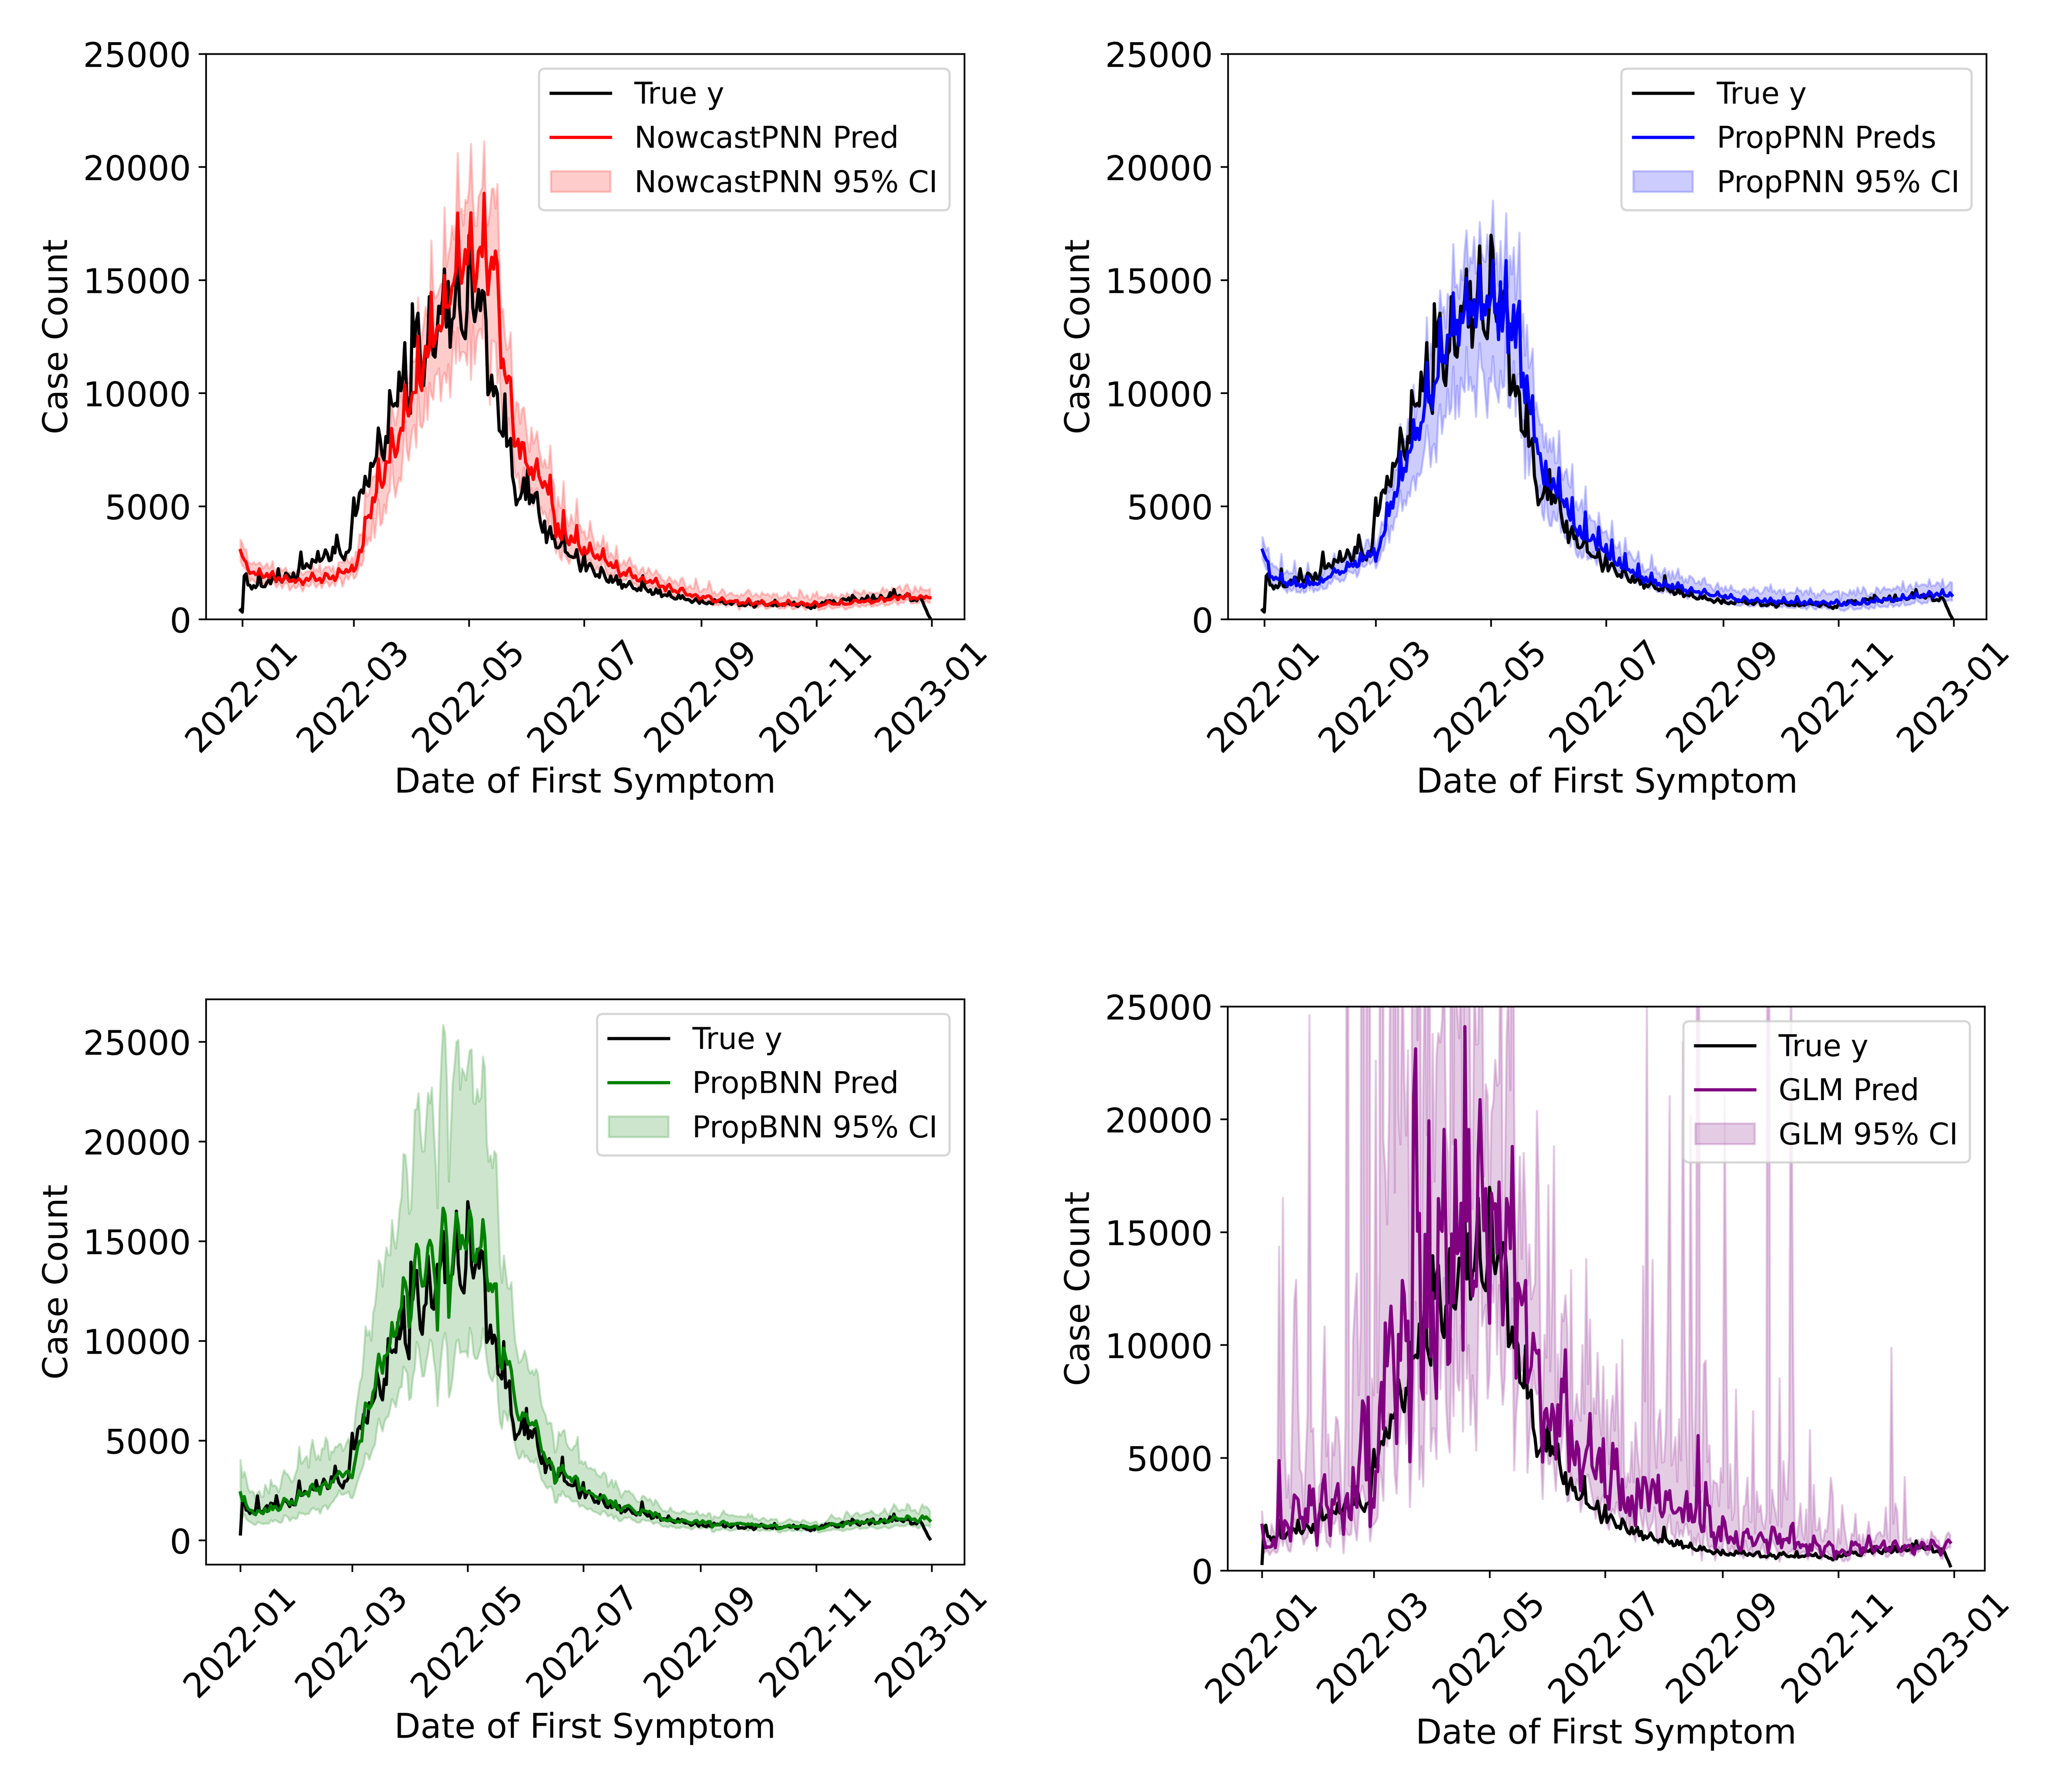 25000
20000
15000
10000
5000
0
Case Count
True y
NowcastPNN Pred
NowcastPNN 95% CI
2022-01
2022-03
2022-05
2022-07
2022-09
2022-11
2023-01
Date of First Symptom
25000
20000
15000
10000
5000
0
Case Count
True y
PropPNN Preds
PropPNN 95% CI
2022-01
2022-03
2022-05
2022-07
2022-09
2022-11
2023-01
Date of First Symptom
25000
20000
15000
10000
5000
0
Case Count
True y
PropBNN Pred
PropBNN 95% CI
2022-01
2022-03
2022-05
2022-07
2022-09
2022-11
2023-01
Date of First Symptom
25000
20000
15000
10000
5000
0
Case Count
True y
GLM Pred
GLM 95% CI
2022-01
2022-03
2022-05
2022-07
2022-09
2022-11
2023-01
Date of First Symptom